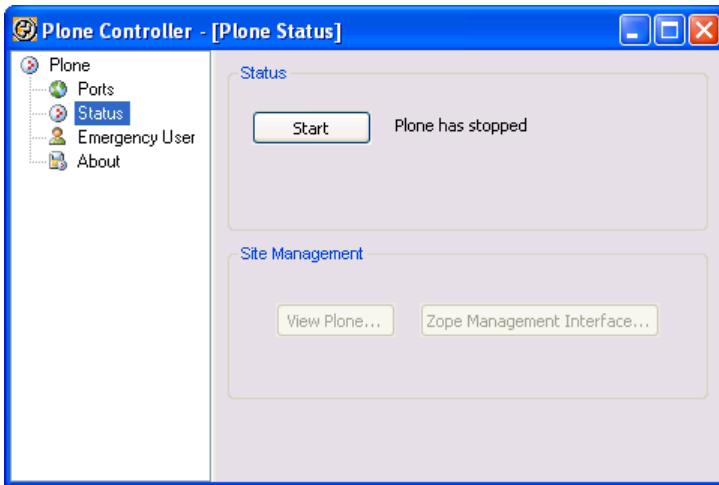 Plone Controller - [Plone Status]
Plone
Ports
Status
Emergency User
About
Status
Start
Plone has stopped
Site Management
View Plone...
Zope Management Interface...